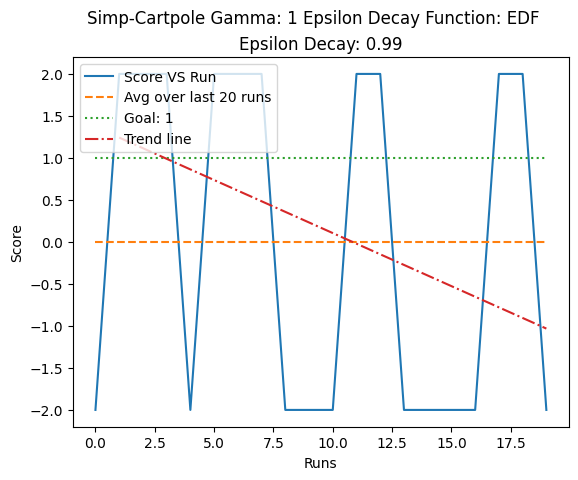 Simp-Cartpole Gamma: 1 Epsilon Decay Function: EDF
Epsilon Decay: 0.99
Score VS Run
Avg over last 20 runs
Goal: 1
Trend line
2.0
1.5
1.0
0.5
0.0
−0.5
−1.0
−1.5
−2.0
Score
0.0 2.5 5.0 7.5 10.0 12.5 15.0 17.5
Runs